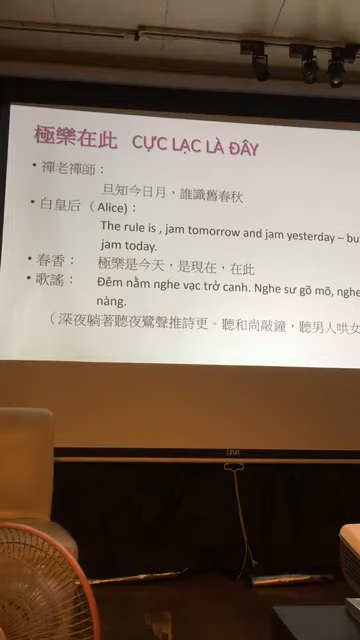 極樂在此 CỰC LẠC LÀ ĐÂY
• 禪老禪師：
旦知今日月，誰識舊春秋
• 白皇后（Alice)：
The rule is , jam tomorrow and jam yesterday – but
jam today.
• 春香： 極樂是今天，是現在，在此
• 歌謠： Đêm nằm nghe vạc trở canh. Nghe sư gõ mõ, nghe
nàng.
（深夜躺著聽夜鷺聲推詩更。聽和尚敲鐘，聽男人哄女